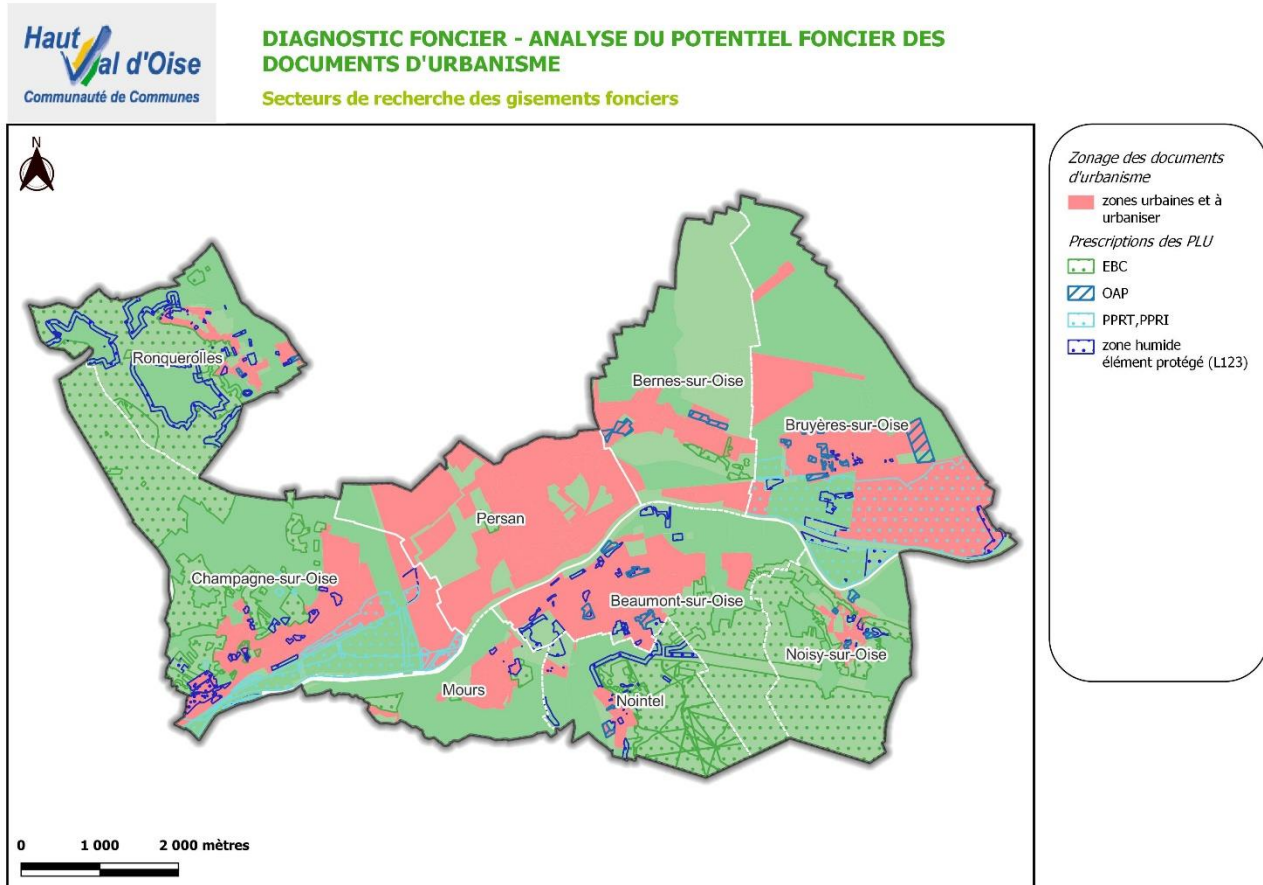 Haut
Val d'Oise
Communauté de Communes
DIAGNOSTIC FONCIER - ANALYSE DU POTENTIEL FONCIER DES
DOCUMENTS D'URBANISME
Secteurs de recherche des gisements fonciers
N
Ronquerolles
Bernes-sur-Oise
Bruyères-sur-Oise
Persan
Champagne-sur-Oise
Beaumont-sur-Oise
Noisy-sur-Oise
Mours
Nointel
0 1 000 2 000 mètres
Zonage des documents
d'urbanisme
zones urbaines et à
urbaniser
Prescriptions des PLU
EBC
OAP
PPRT,PPRI
zone humide
élément protégé (L123)